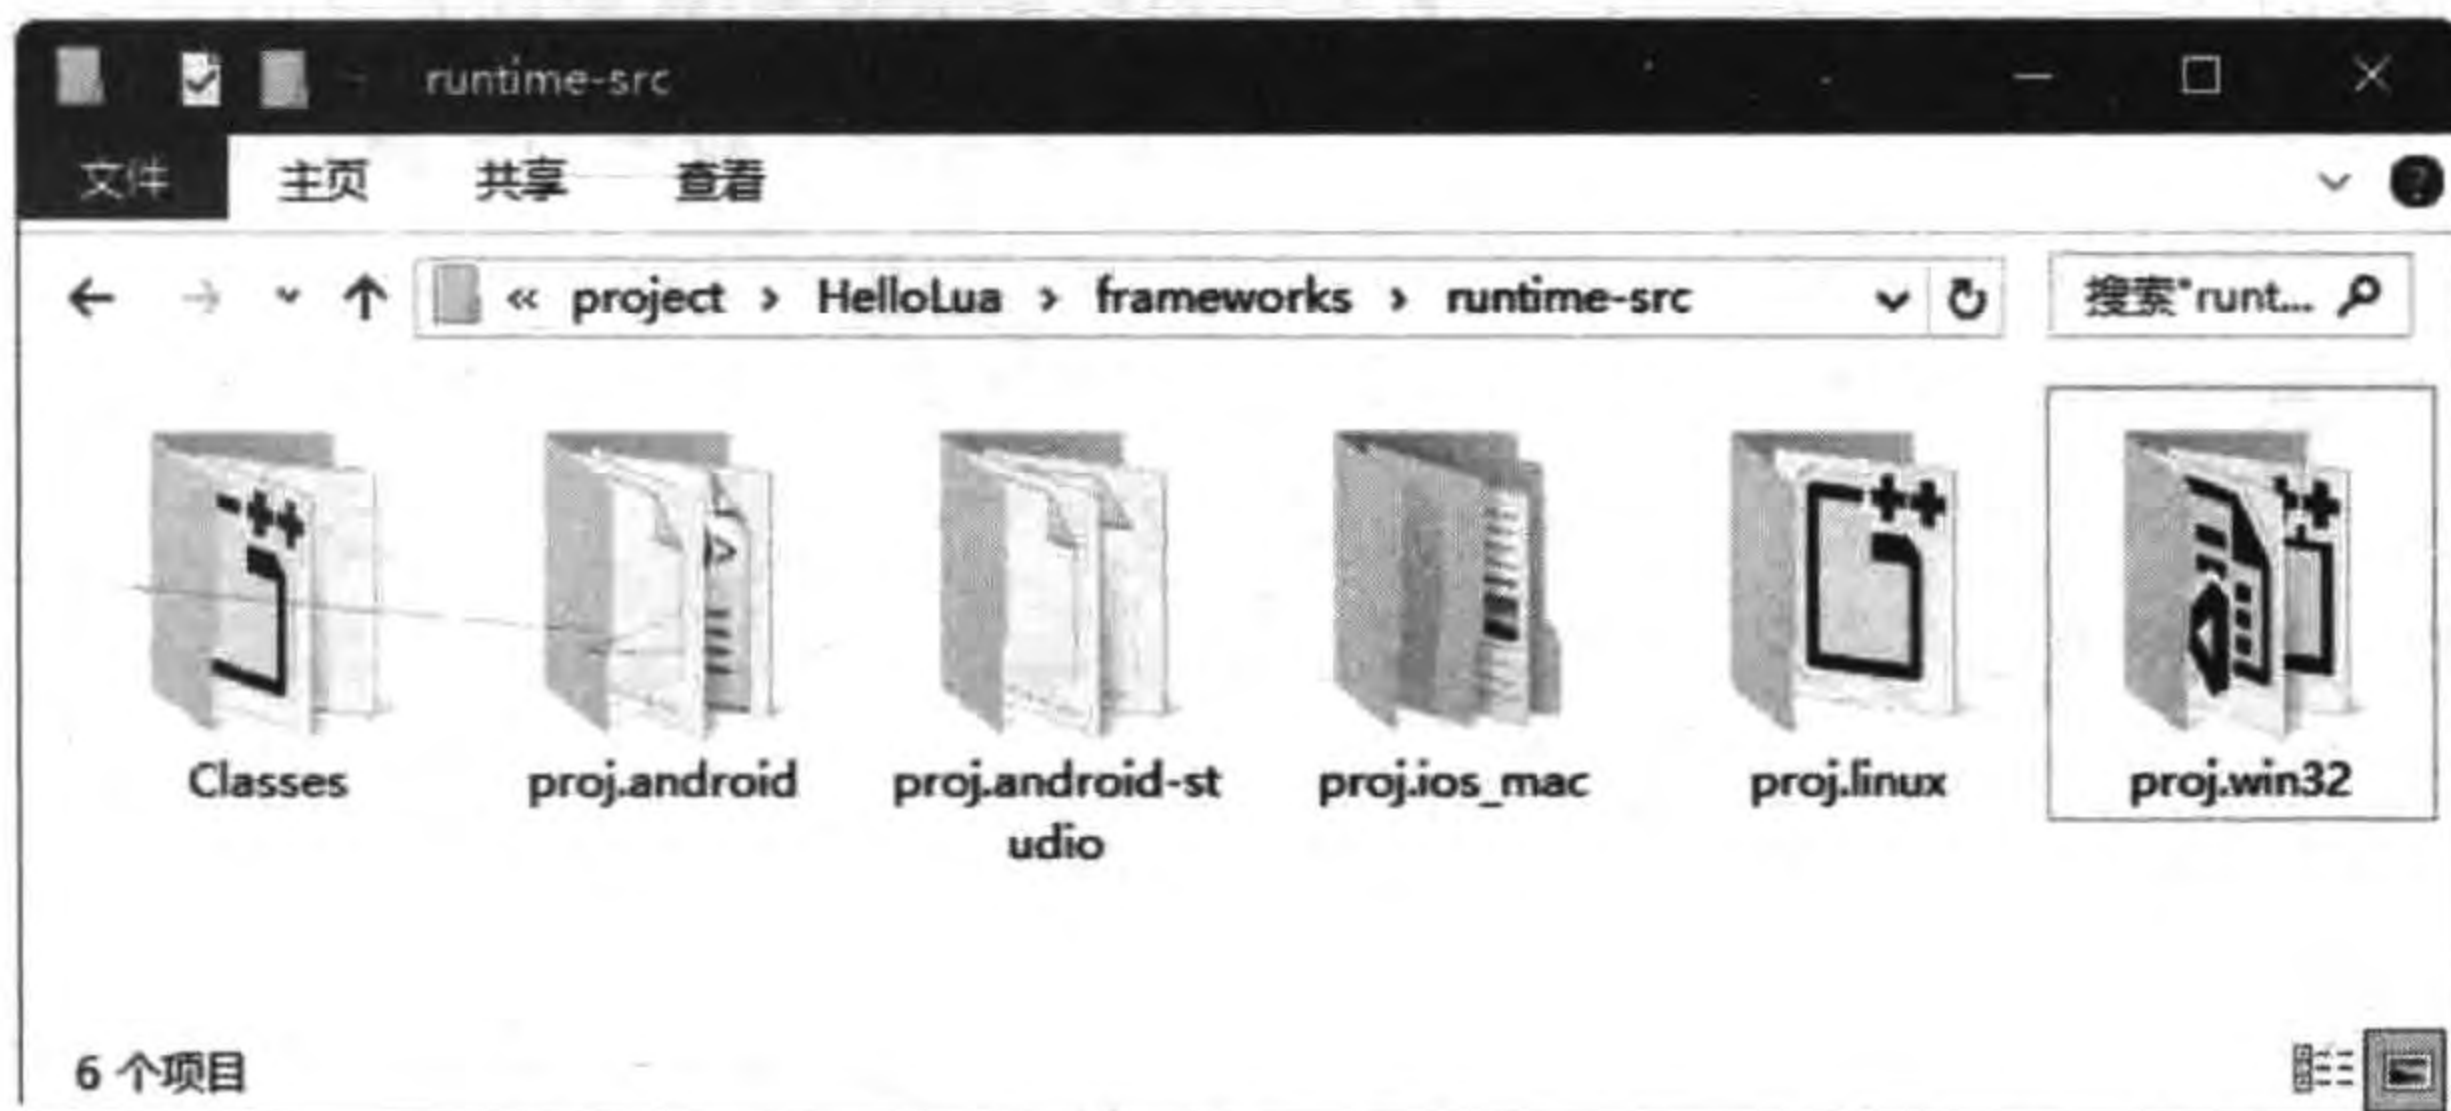 runtime-src
文件 主页 共享 查看
« project › HelloLua › frameworks › runtime-src 搜索"runt...
Classes proj.android proj.android-st proj.ios_mac proj.linux proj.win32
udio
6 个项目